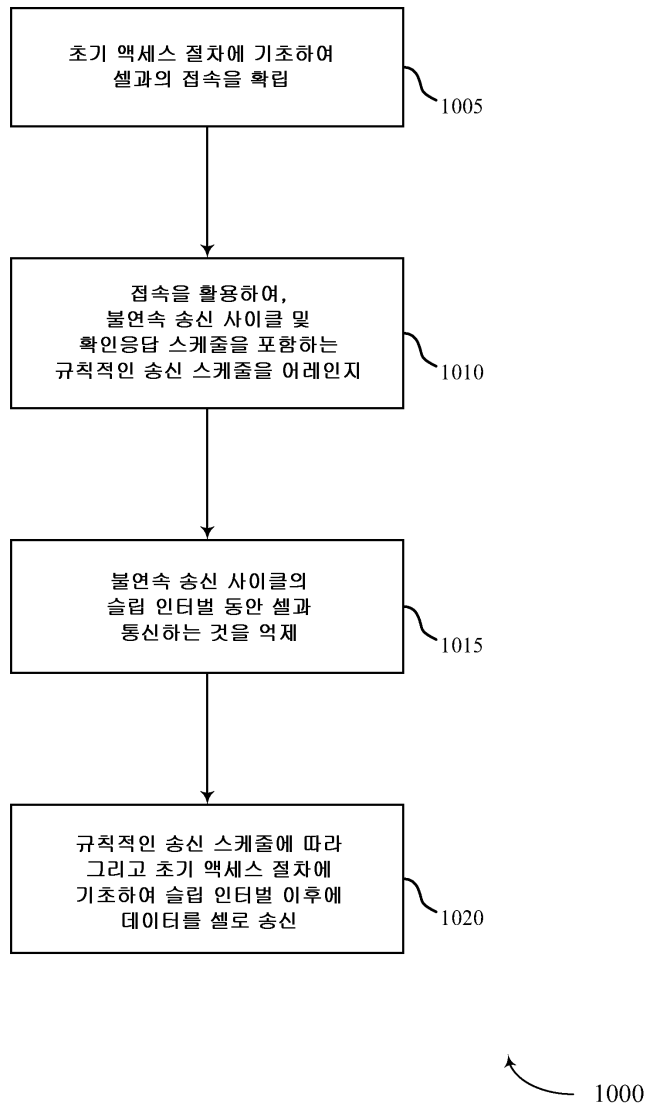 초기 액세스 절차에 기초하여
셀과의 접속을 확립
1005
접속을 활용하여,
불연속 송신 사이클 및
확인응답 스케줄을 포함하는
규칙적인 송신 스케줄을 어레인지
1010
불연속 송신 사이클의
슬립 인터벌 동안 셀과
통신하는 것을 억제
1015
규칙적인 송신 스케줄에 따라
그리고 초기 액세스 절차에
기초하여 슬립 인터벌 이후에
데이터를 셀로 송신
1020
1000